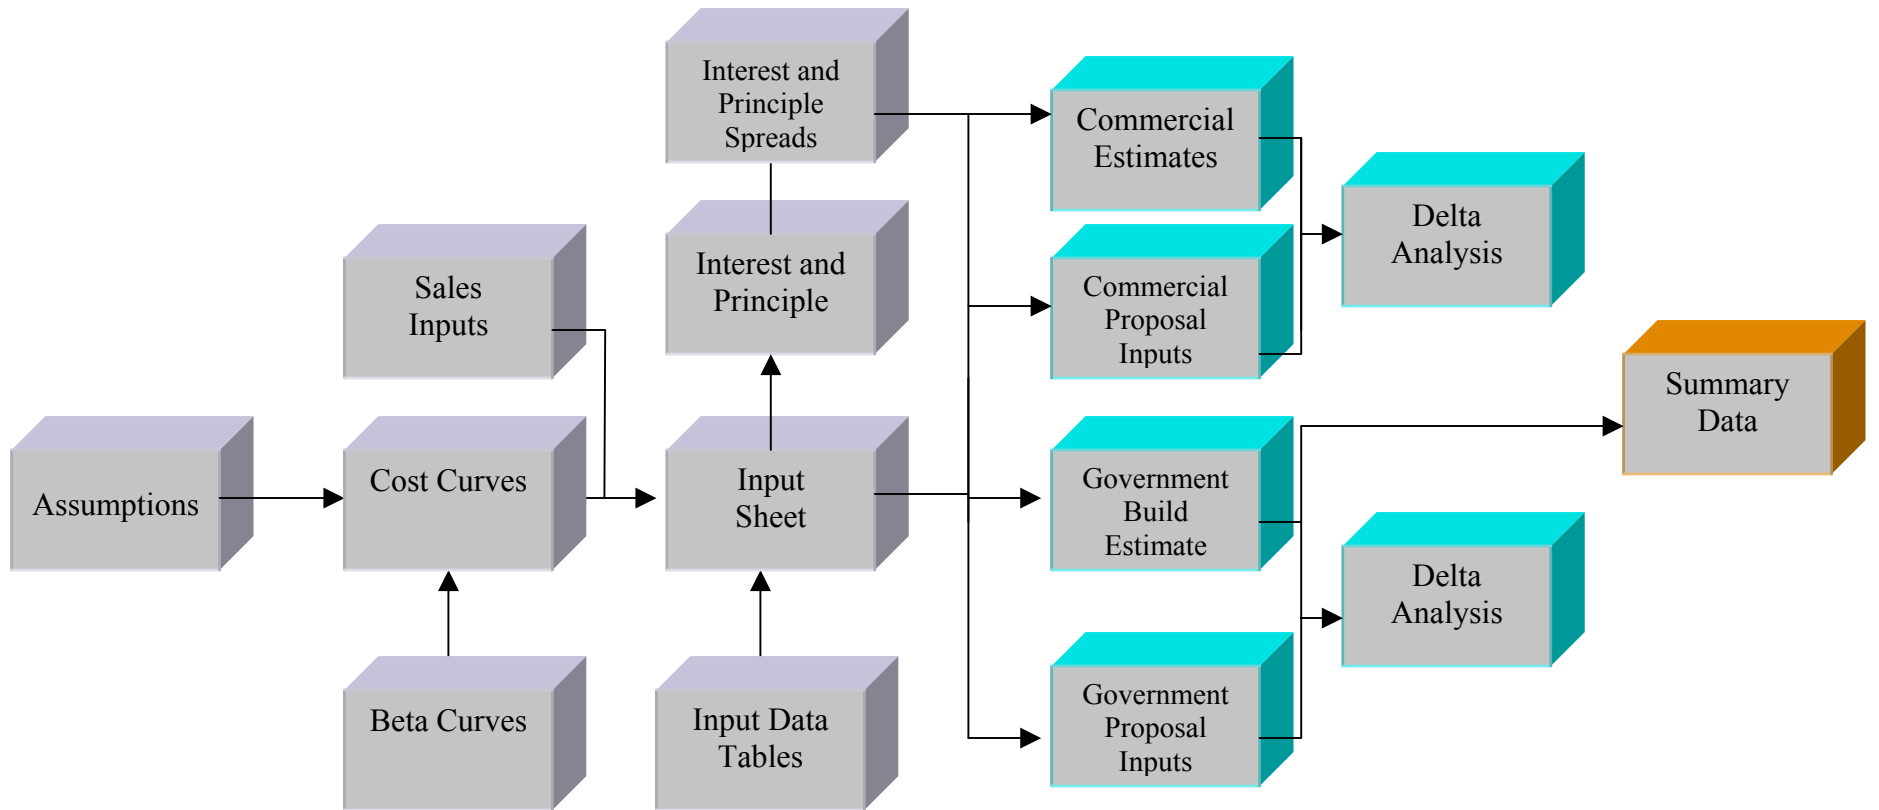 Interest and
Principle
Spreads
Commercial
Estimates
Delta
Analysis
Sales
Inputs
Interest and
Principle
Commercial
Proposal
Inputs
Summary
Data
Assumptions
Cost Curves
Input
Sheet
Government
Build
Estimate
Delta
Analysis
Beta Curves
Input Data
Tables
Government
Proposal
Inputs